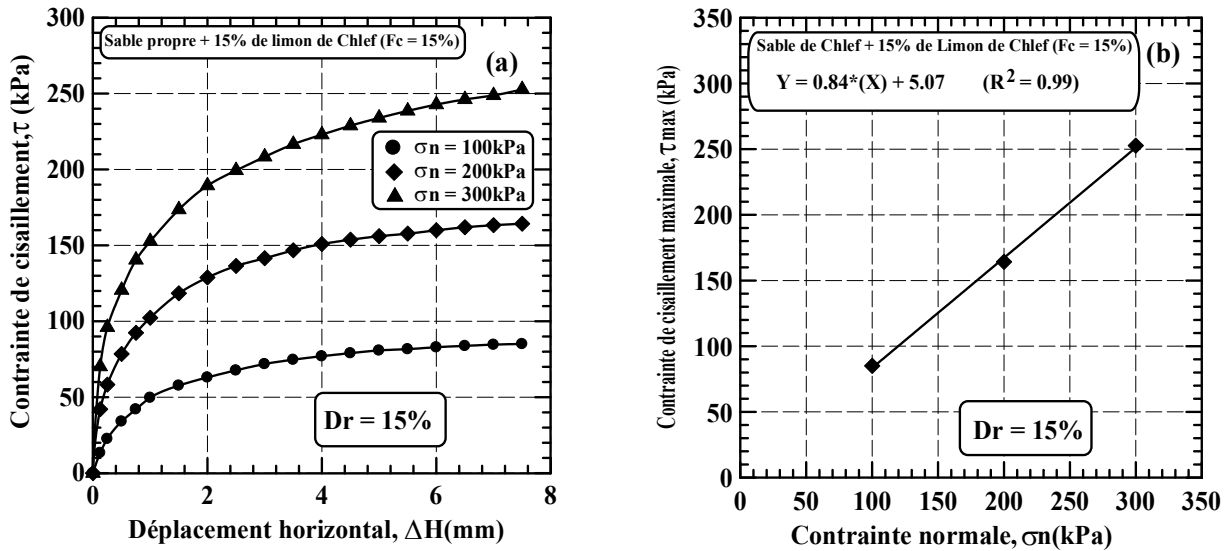 Sable propre + 15% de limon de Chlef (Fc = 15%)
(a)
σn = 100kPa
σn = 200kPa
σn = 300kPa
Dr = 15%
Contrainte de cisaillement,τ (kPa)
300
250
200
150
100
50
0
0 2 4 6 8
Déplacement horizontal, ΔH(mm)
Sable de Chlef + 15% de Limon de Chlef (Fc = 15%)
Y = 0.84*(X) + 5.07 (R² = 0.99)
(b)
Dr = 15%
Contrainte de cisaillement maximale, τmax (kPa)
350
300
250
200
150
100
50
0
0 50 100 150 200 250 300 350
Contrainte normale, σn(kPa)